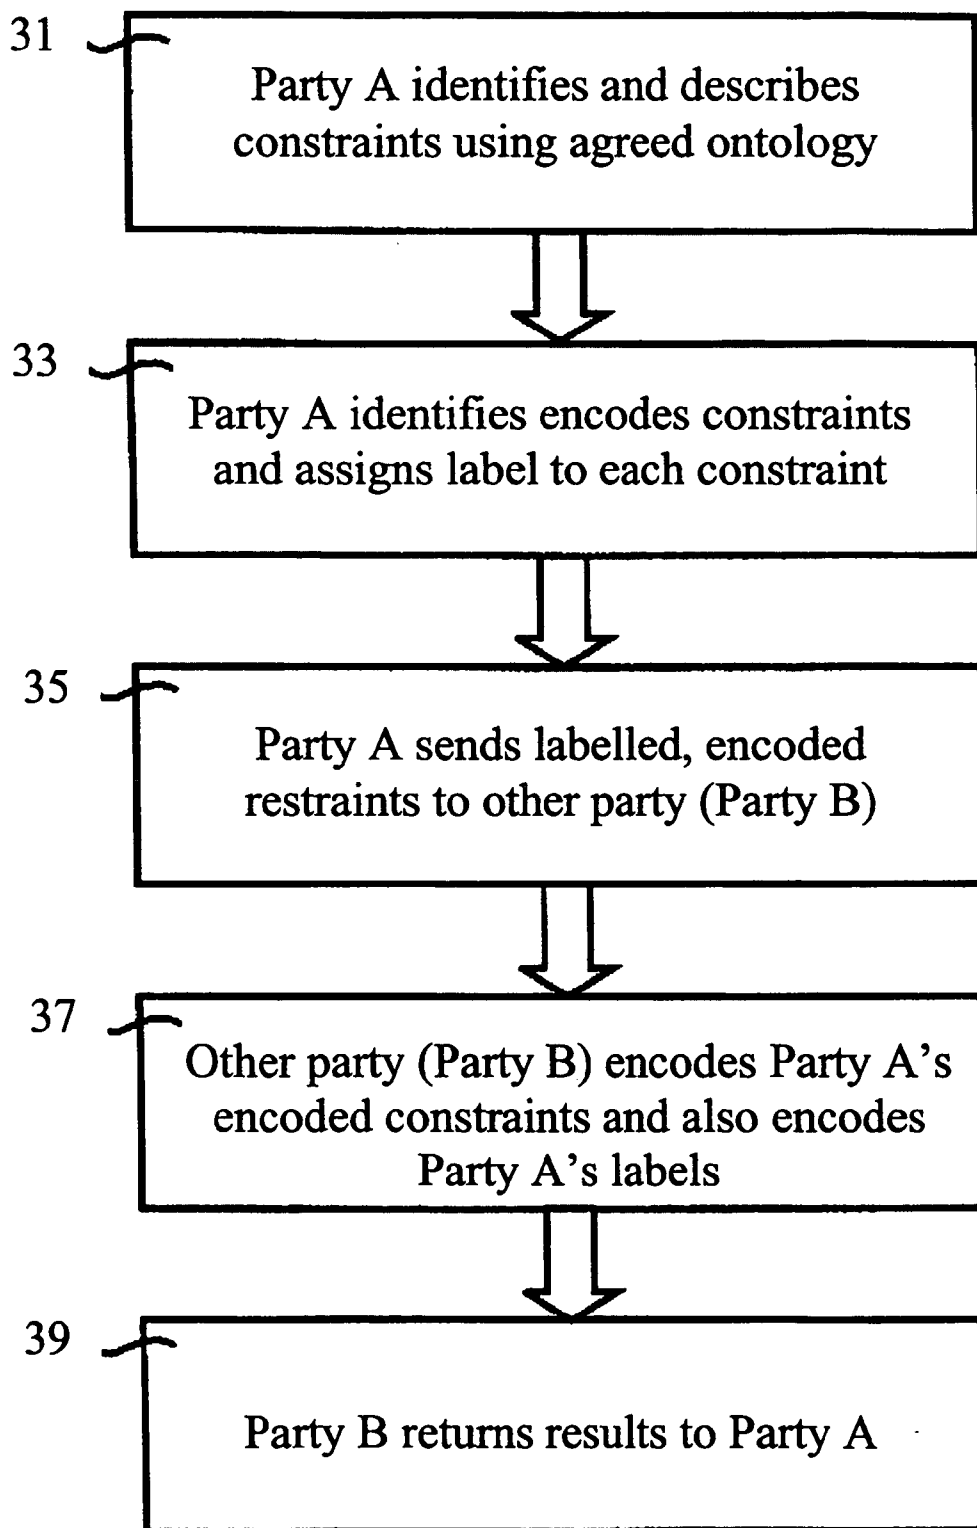 31
Party A identifies and describes
constraints using agreed ontology
33
Party A identifies encodes constraints
and assigns label to each constraint
35
Party A sends labelled, encoded
restraints to other party (Party B)
37
Other party (Party B) encodes Party A's
encoded constraints and also encodes
Party A's labels
39
Party B returns results to Party A